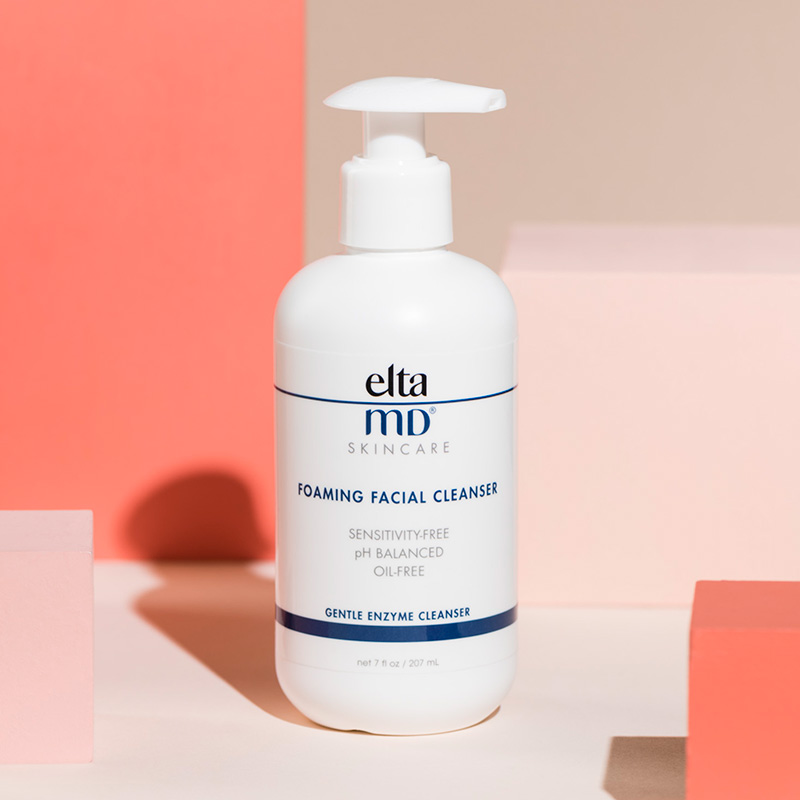 elta
MD®
SKINCARE
FOAMING FACIAL CLEANSER
SENSITIVITY-FREE
pH BALANCED
OIL-FREE
GENTLE ENZYME CLEANSER
net 7 fl oz / 207 mL